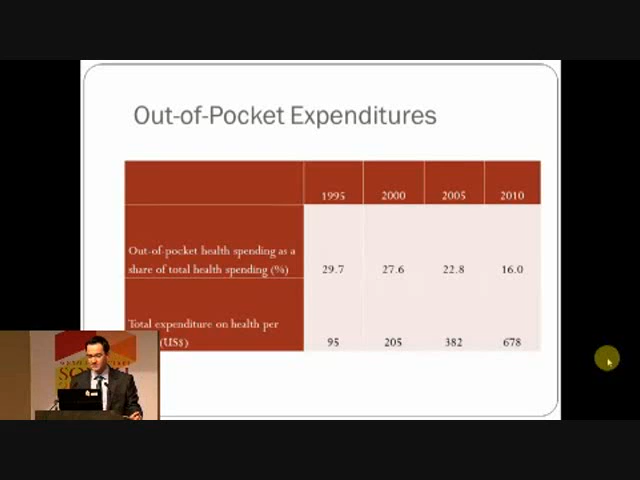 Out-of-Pocket Expenditures
1995 2000 2005 2010
Out-of-pocket health spending as a
share of total health spending (%) 29.7 27.6 22.8 16.0
Total expenditure on health per
(US$) 95 205 382 678